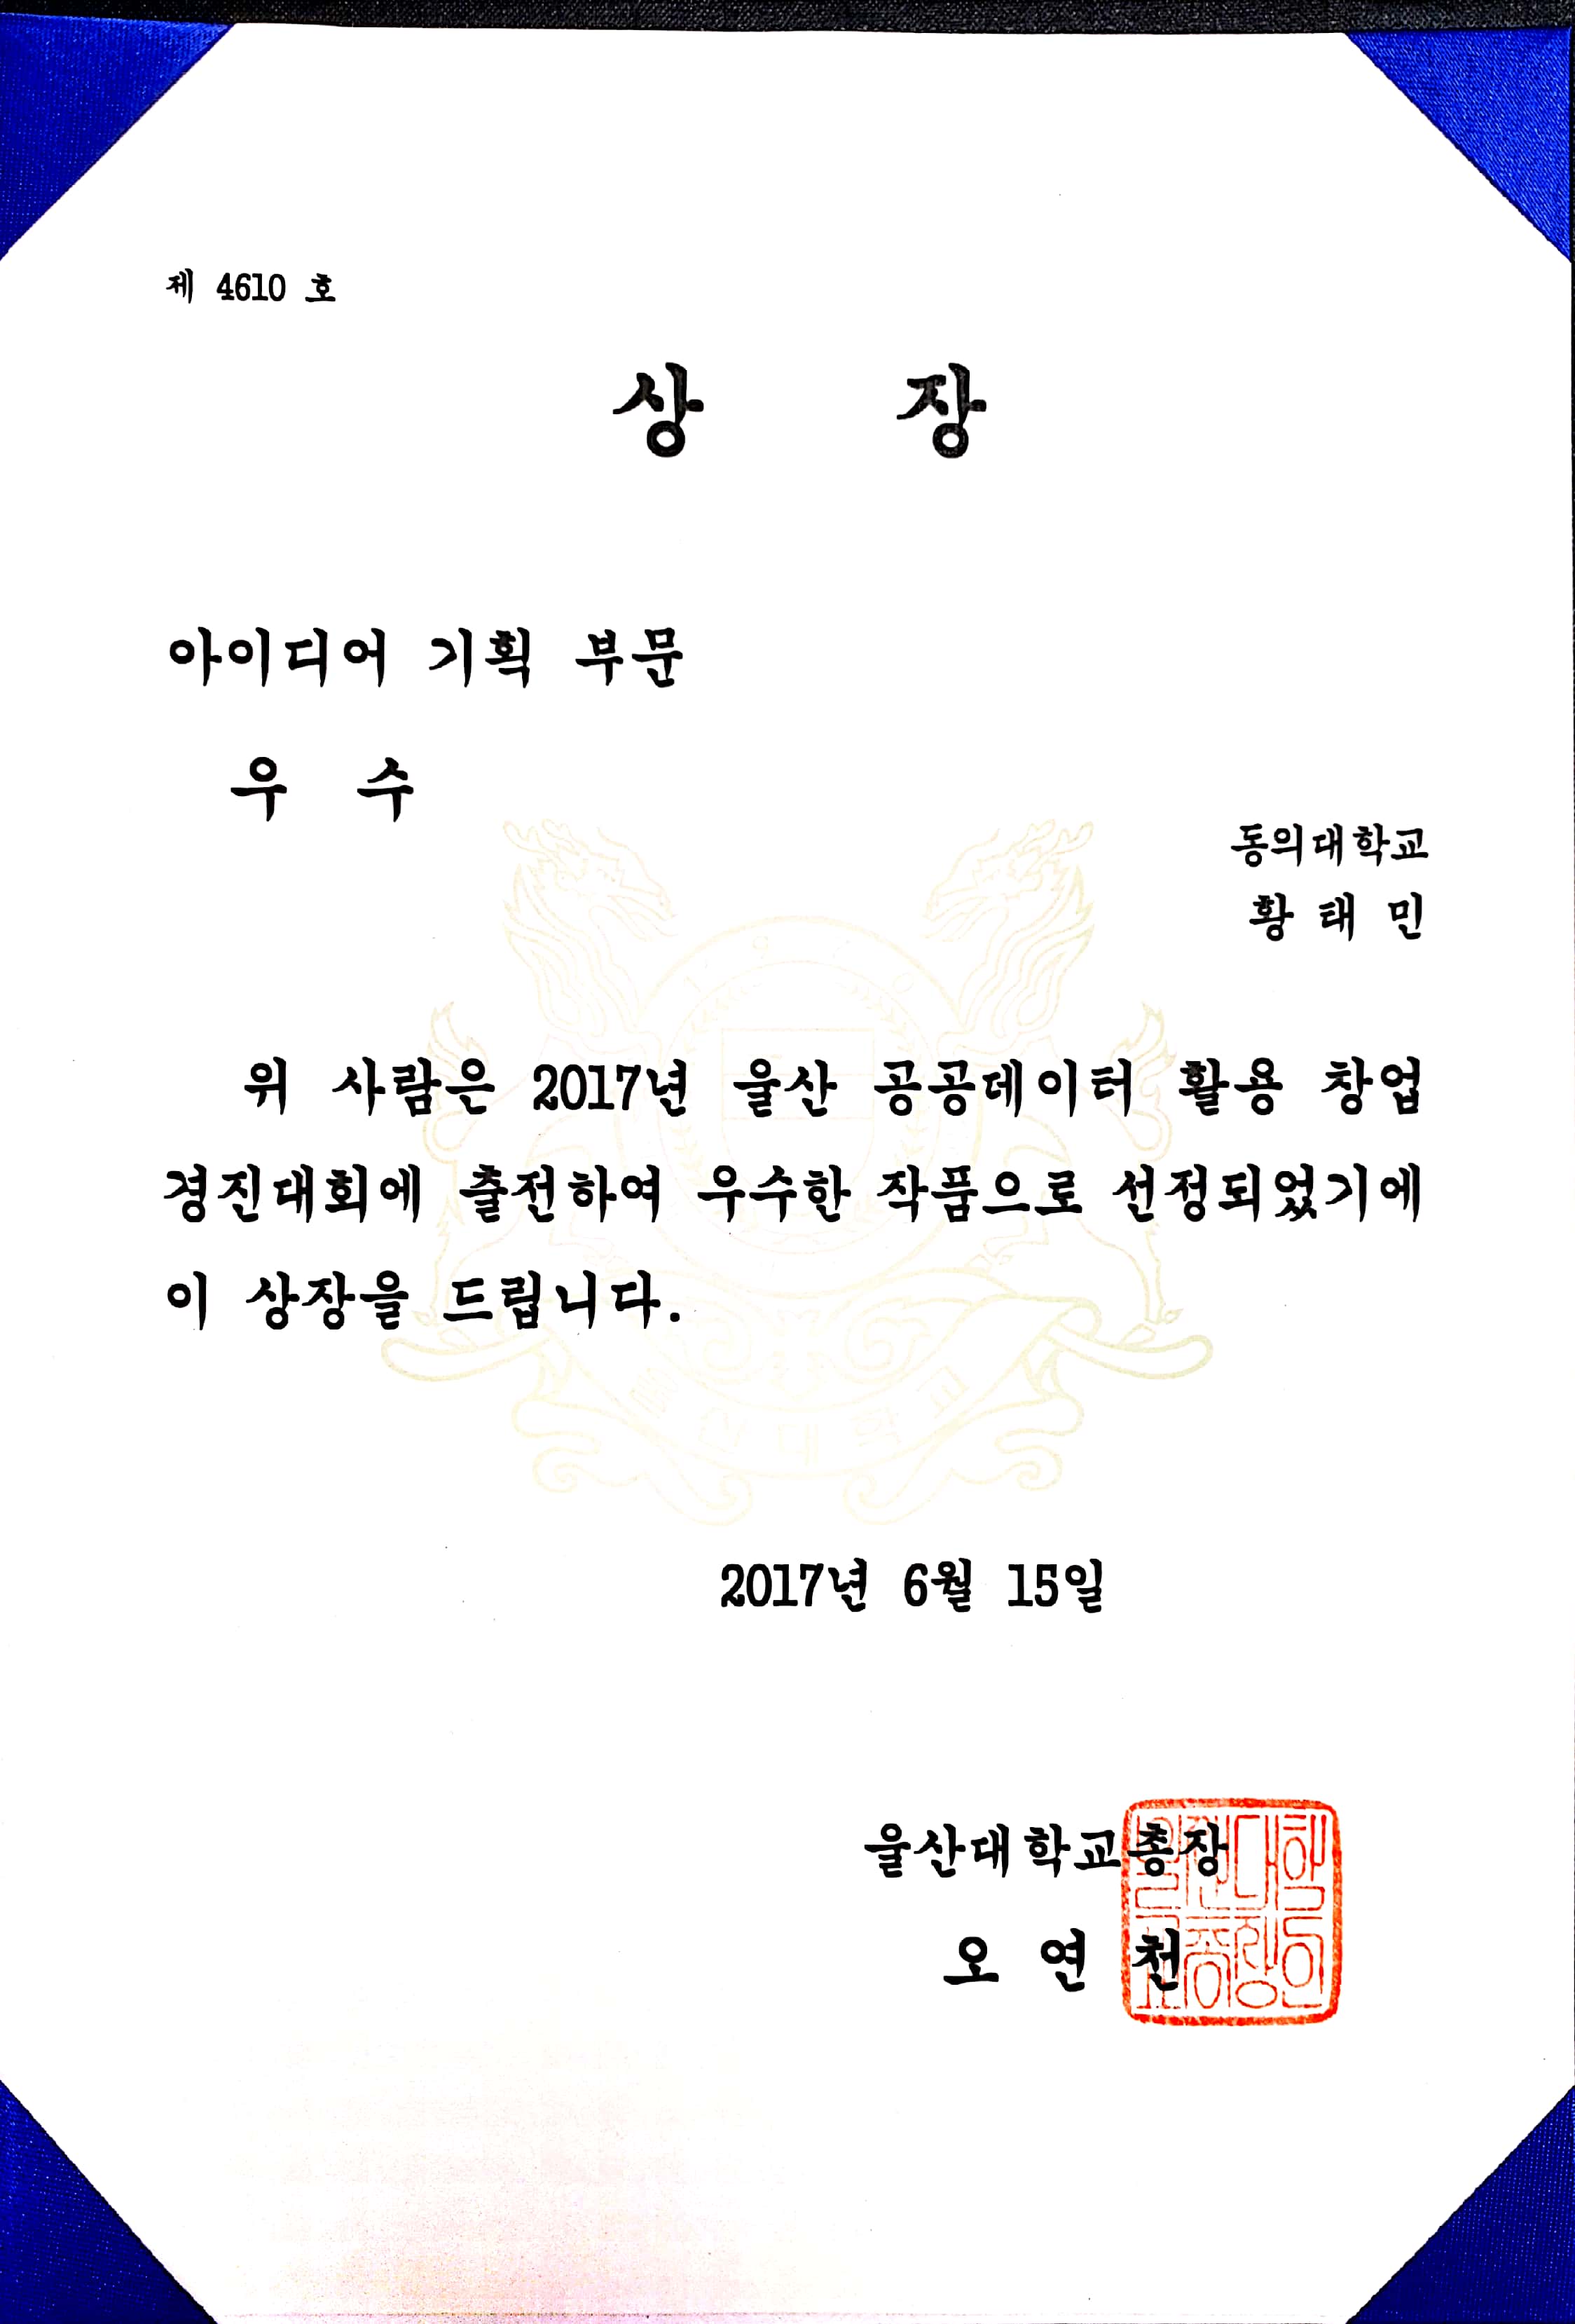 제 4610 호
상 장
아이디어 기획 부문
우 수
동의대학교
황 태 민
위 사람은 2017년 울산 공공데이터 활용 창업
경진대회에 출전하여 우수한 작품으로 선정되었기에
이 상장을 드립니다.
울산대학교
2017년 6월 15일
울산대학교총장
오 연 천
울산대학
교총장인